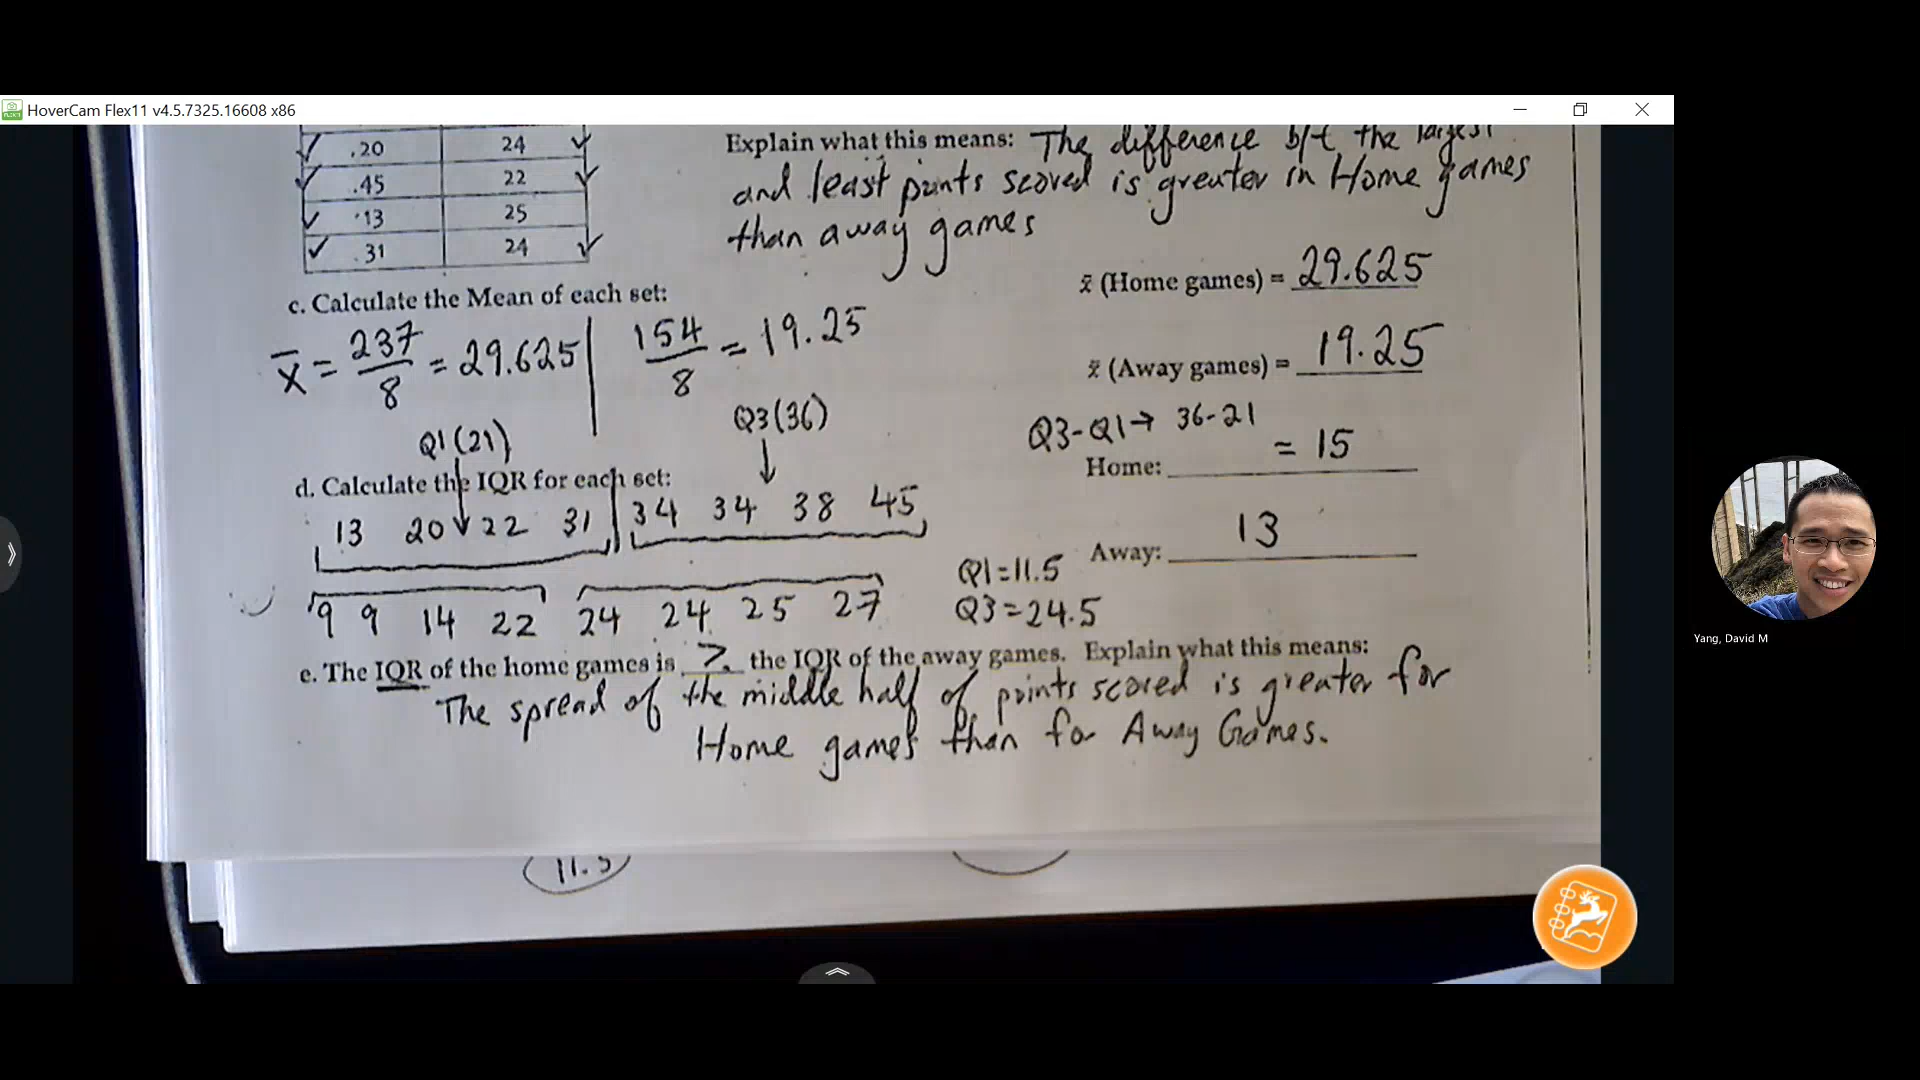 HoverCam Flex11 v4.5.7325.16608 x86
.20 24
.45 22
.13 25
.31 24
Explain what this means: The difference b/t the largest
and least points scored is greater in Home games
than away games
c. Calculate the Mean of each set:
x̄ = 237/8 = 29.625 | 154/8 = 19.25
x̄ (Home games) = 29.625
x̄ (Away games) = 19.25
Q1(21) Q3(36)
Q3-Q1→ 36-21
= 15
d. Calculate the IQR for each set:
Home:
13 20 22 31 | 34 34 38 45
Away: 13
9 9 14 22 24 24 25 27
Q1=11.5
Q3=24.5
e. The IQR of the home games is > the IQR of the away games. Explain what this means:
The spread of the middle half of points scored is greater for
Home games than for Away Games.
11.5
Yang, David M